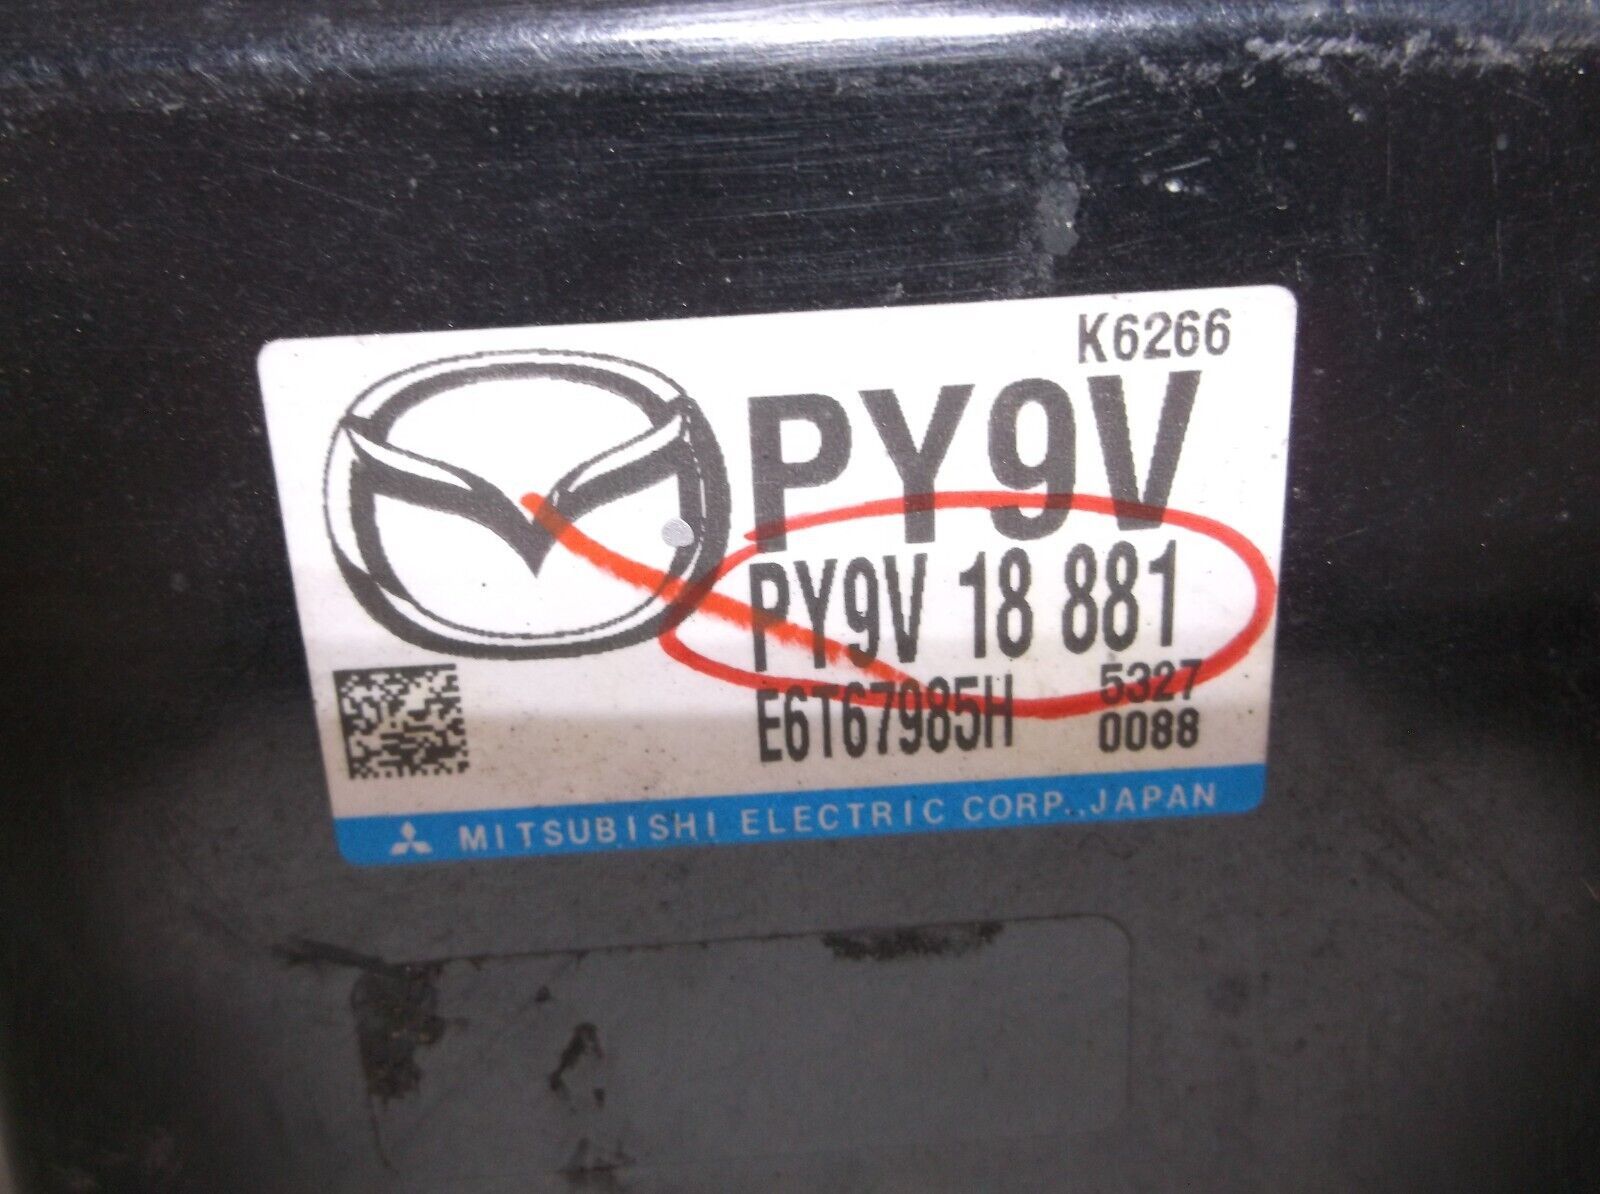 K6266
PY9V
PY9V 18 881
E6T67985H 5327
0088
MITSUBISHI ELECTRIC CORP., JAPAN